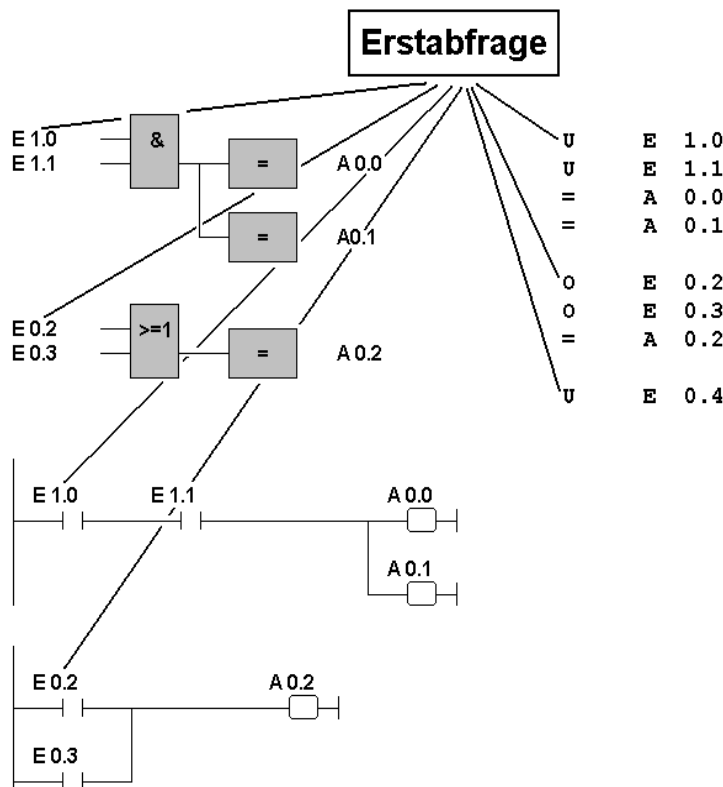 Erstabfrage
E 1.0
E 1.1
&
=
A 0.0
=
A0.1
E 0.2
E 0.3
>=1
=
A 0.2
U E 1.0
U E 1.1
= A 0.0
= A 0.1
O E 0.2
O E 0.3
= A 0.2
U E 0.4
E 1.0 E 1.1 A 0.0
A 0.1
E 0.2 A 0.2
E 0.3